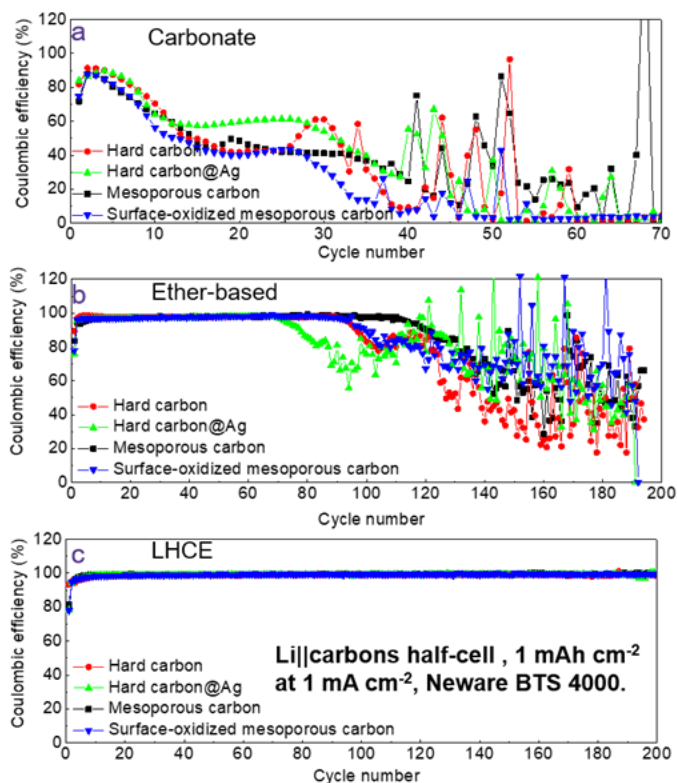 a
Carbonate
Coulombic efficiency (%)
120
100
80
60
40
20
0
Hard carbon
Hard carbon@Ag
Mesoporous carbon
Surface-oxidized mesoporous carbon
0 10 20 30 40 50 60 70
Cycle number
b
Ether-based
Coulombic efficiency (%)
120
100
80
60
40
20
0
Hard carbon
Hard carbon@Ag
Mesoporous carbon
Surface-oxidized mesoporous carbon
0 20 40 60 80 100 120 140 160 180 200
Cycle number
c
LHCE
Coulombic efficiency (%)
120
100
80
60
40
20
0
Hard carbon
Hard carbon@Ag
Mesoporous carbon
Surface-oxidized mesoporous carbon
Li||carbons half-cell , 1 mAh cm⁻²
at 1 mA cm⁻², Neware BTS 4000.
0 20 40 60 80 100 120 140 160 180 200
Cycle number